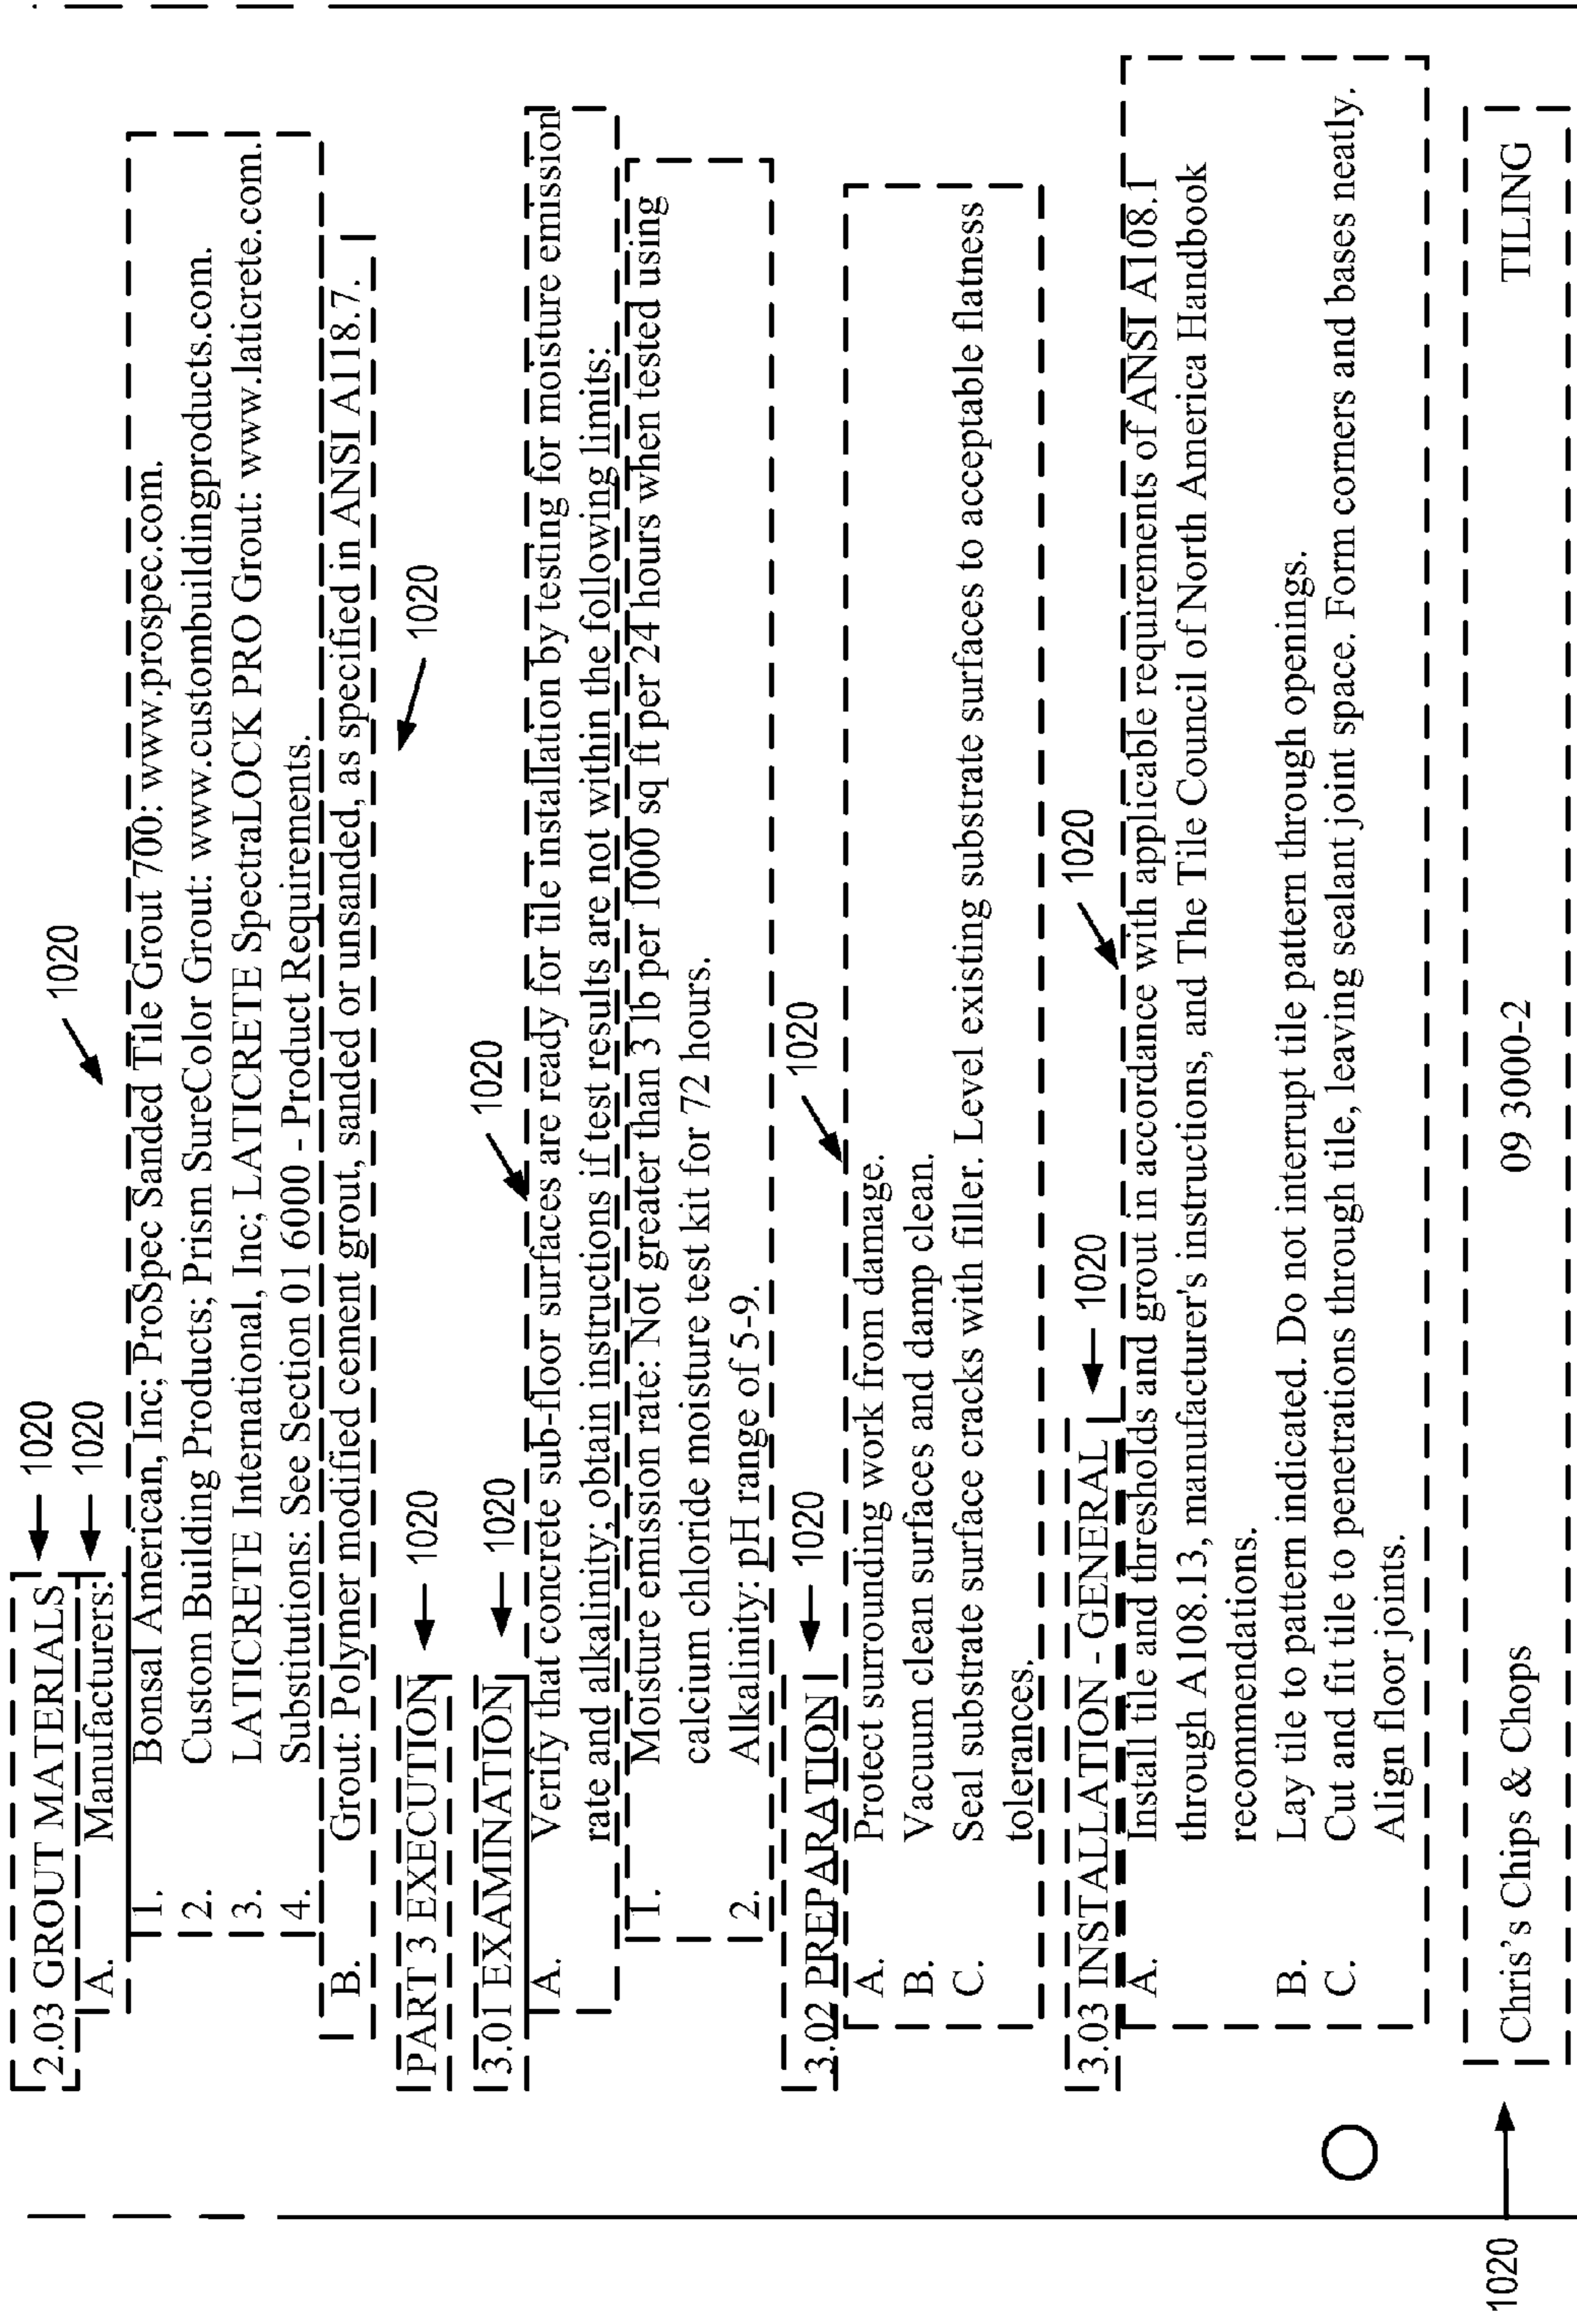 2.03 GROUT MATERIALS 1020
A. Manufacturers: 1020
1020
1. Bonsal American, Inc; ProSpec Sanded Tile Grout 700: www.prospec.com.
2. Custom Building Products; Prism SureColor Grout: www.custombuildingproducts.com.
3. LATICRETE International, Inc; LATICRETE SpectraLOCK PRO Grout: www.laticrete.com.
4. Substitutions: See Section 01 6000 - Product Requirements.
B. Grout: Polymer modified cement grout, sanded or unsanded, as specified in ANSI A118.7.
1020
PART 3 EXECUTION 1020
3.01 EXAMINATION 1020
1020
A. Verify that concrete sub-floor surfaces are ready for tile installation by testing for moisture emission
rate and alkalinity; obtain instructions if test results are not within the following limits:
1. Moisture emission rate: Not greater than 3 lb per 1000 sq ft per 24 hours when tested using
calcium chloride moisture test kit for 72 hours.
2. Alkalinity: pH range of 5-9.
3.02 PREPARATION 1020
1020
A. Protect surrounding work from damage.
B. Vacuum clean surfaces and damp clean.
C. Seal substrate surface cracks with filler. Level existing substrate surfaces to acceptable flatness
tolerances.
3.03 INSTALLATION - GENERAL 1020
1020
A. Install tile and thresholds and grout in accordance with applicable requirements of ANSI A108.1
through A108.13, manufacturer's instructions, and The Tile Council of North America Handbook
recommendations.
B. Lay tile to pattern indicated. Do not interrupt tile pattern through openings.
C. Cut and fit tile to penetrations through tile, leaving sealant joint space. Form corners and bases neatly.
Align floor joints.
1020 Chris's Chips & Chops 09 3000-2 TILING